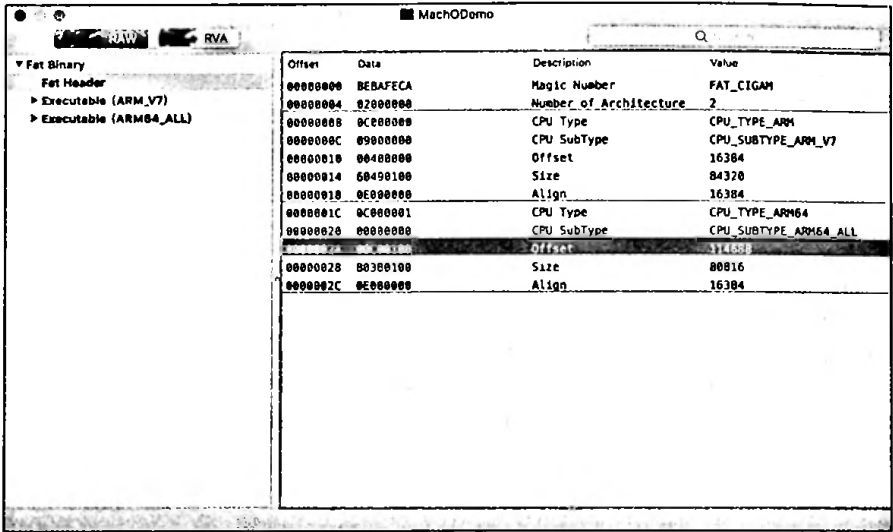 MachODemo
RAW RVA
Fat Binary
Fat Header
Executable (ARM_V7)
Executable (ARM64_ALL)
Offset Data Description Value
00000000 BEBAFECA Magic Number FAT_CIGAM
00000004 02000000 Number of Architecture 2
00000008 0C000000 CPU Type CPU_TYPE_ARM
0000000C 09000000 CPU SubType CPU_SUBTYPE_ARM_V7
00000010 00400000 Offset 16384
00000014 60490100 Size 84320
00000018 0E000000 Align 16384
0000001C 0C000001 CPU Type CPU_TYPE_ARM64
00000020 00000000 CPU SubType CPU_SUBTYPE_ARM64_ALL
Offset 114688
00000028 B03B0100 Size 80816
0000002C 0E000000 Align 16384